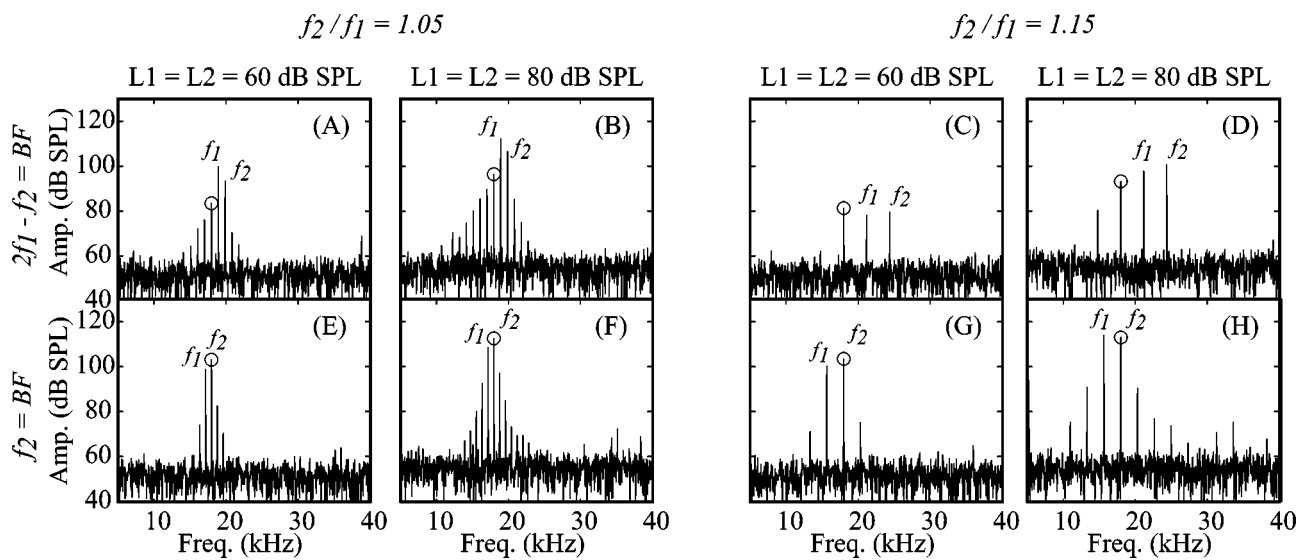 f2 / f1 = 1.05 f2 / f1 = 1.15
L1 = L2 = 60 dB SPL L1 = L2 = 80 dB SPL L1 = L2 = 60 dB SPL L1 = L2 = 80 dB SPL
2f1 - f2 = BF
Amp. (dB SPL)
120
100
80
60
40
(A)
f1
f2
(B)
f1
f2
(C)
f1
f2
(D)
f1
f2
f2 = BF
Amp. (dB SPL)
120
100
80
60
40
(E)
f1
f2
(F)
f1
f2
(G)
f1
f2
(H)
f1
f2
10 20 30 40 10 20 30 40 10 20 30 40 10 20 30 40
Freq. (kHz) Freq. (kHz) Freq. (kHz) Freq. (kHz)